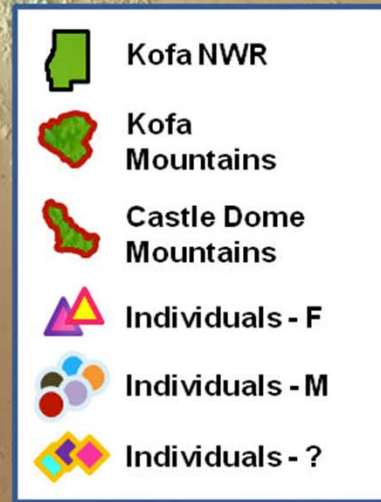 Kofa NWR
Kofa
Mountains
Castle Dome
Mountains
Individuals - F
Individuals - M
Individuals - ?